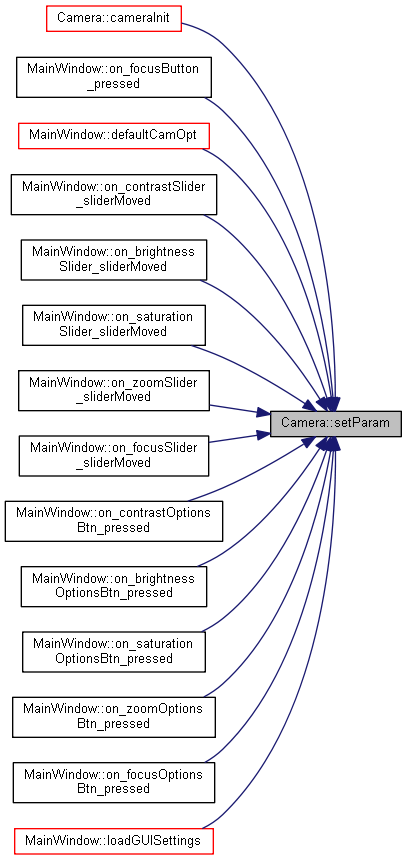 Camera::cameraInit
MainWindow::on_focusButton
_pressed
MainWindow::defaultCamOpt
MainWindow::on_contrastSlider
_sliderMoved
MainWindow::on_brightness
Slider_sliderMoved
MainWindow::on_saturation
Slider_sliderMoved
MainWindow::on_zoomSlider
_sliderMoved
Camera::setParam
MainWindow::on_focusSlider
_sliderMoved
MainWindow::on_contrastOptions
Btn_pressed
MainWindow::on_brightness
OptionsBtn_pressed
MainWindow::on_saturation
OptionsBtn_pressed
MainWindow::on_zoomOptions
Btn_pressed
MainWindow::on_focusOptions
Btn_pressed
MainWindow::loadGUISettings